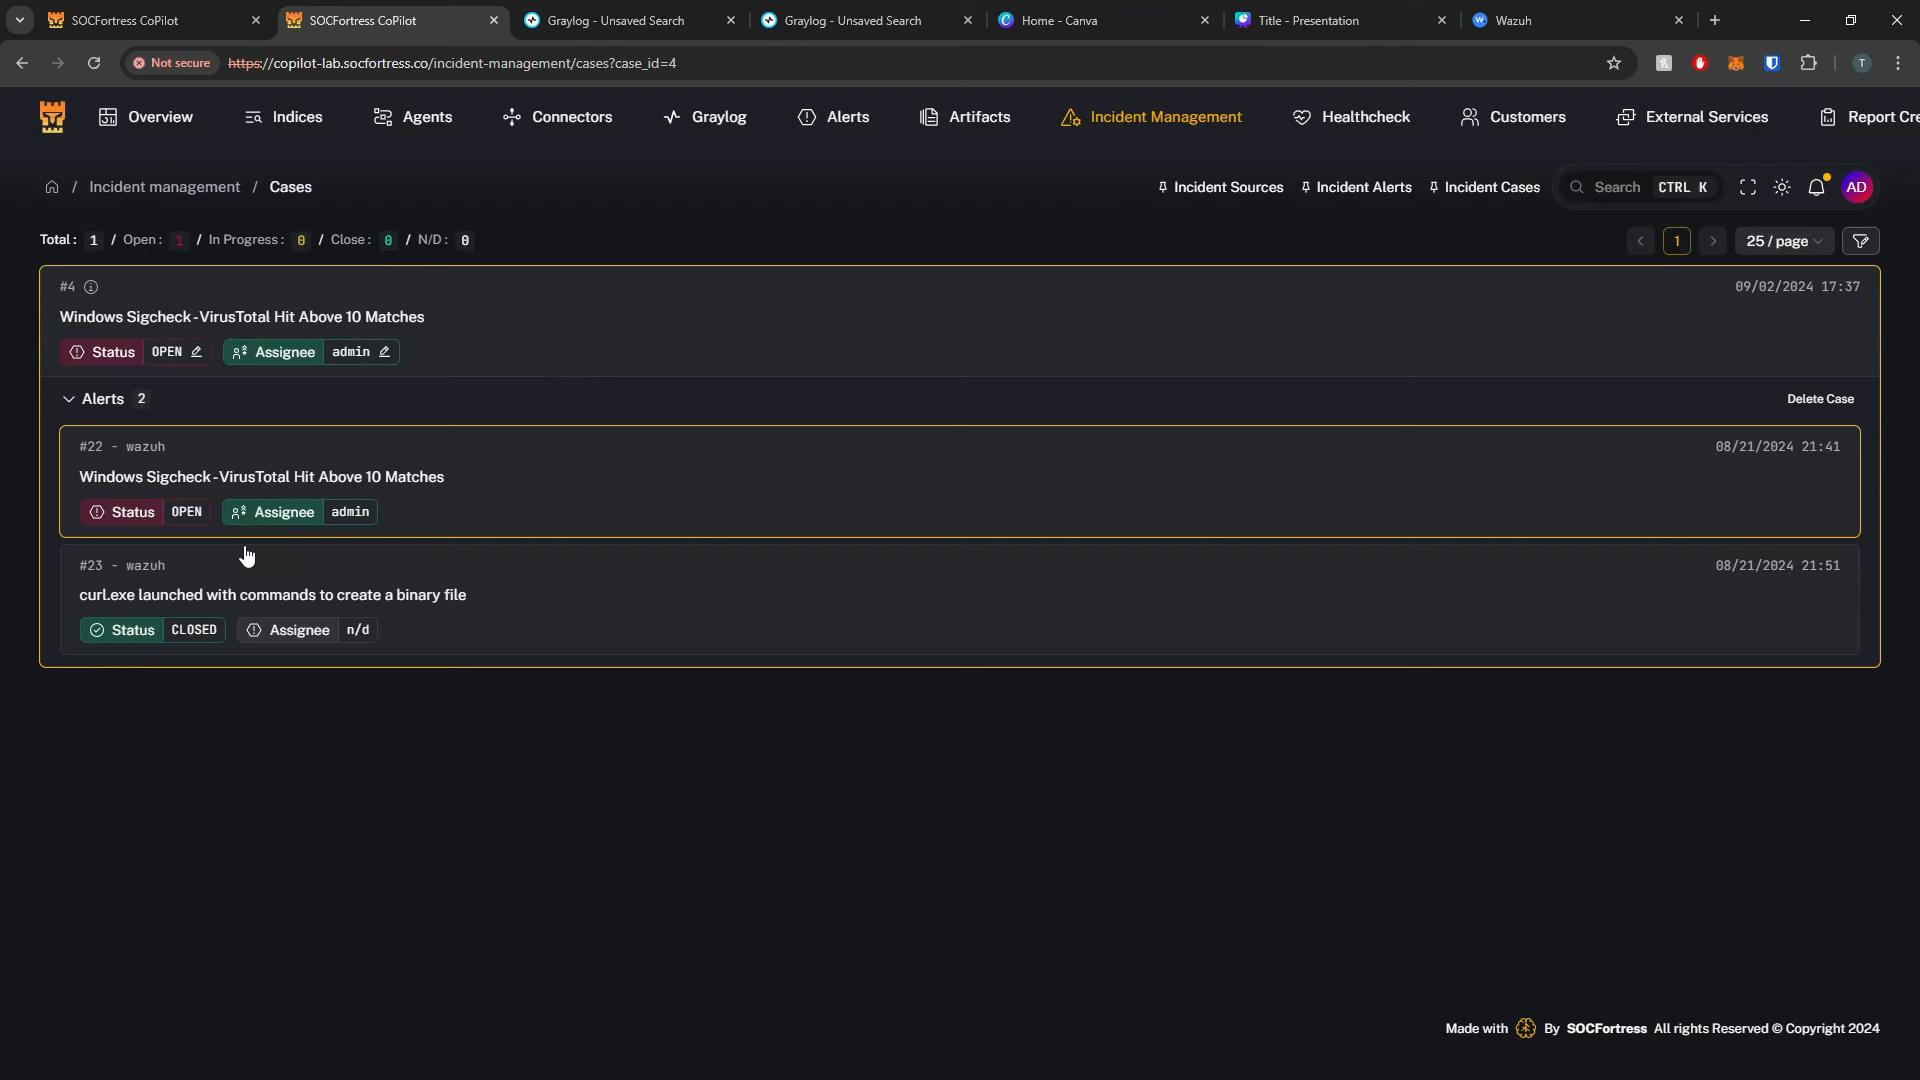 SOCFortress CoPilot
SOCFortress CoPilot
Graylog - Unsaved Search
Graylog - Unsaved Search
Home - Canva
Title - Presentation
Wazuh
Not secure
https://copilot-lab.socfortress.co/incident-management/cases?case_id=4
T
Overview
Indices
Agents
Connectors
Graylog
Alerts
Artifacts
Incident Management
Healthcheck
Customers
External Services
Report Cre
/ Incident management / Cases
Incident Sources
Incident Alerts
Incident Cases
Search CTRL K
AD
Total: 1 / Open: 1 / In Progress: 0 / Close: 0 / N/D: 0
1
25 / page
#4
09/02/2024 17:37
Windows Sigcheck - VirusTotal Hit Above 10 Matches
Status OPEN
Assignee admin
Alerts 2
Delete Case
#22 - wazuh
08/21/2024 21:41
Windows Sigcheck - VirusTotal Hit Above 10 Matches
Status OPEN
Assignee admin
#23 - wazuh
08/21/2024 21:51
curl.exe launched with commands to create a binary file
Status CLOSED
Assignee n/d
Made with By SOCFortress All rights Reserved © Copyright 2024